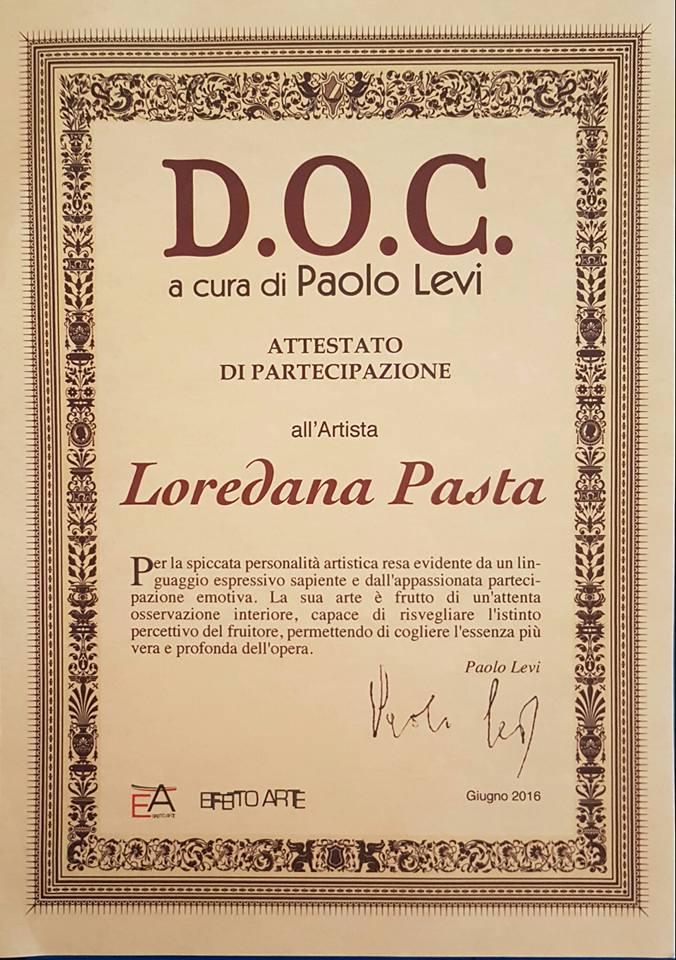 D.O.C.
a cura di Paolo Levi
ATTESTATO
DI PARTECIPAZIONE
all'Artista
Loredana Pasta
Per la spiccata personalità artistica resa evidente da un lin-
guaggio espressivo sapiente e dall'appassionata parteci-
pazione emotiva. La sua arte è frutto di un'attenta
osservazione interiore, capace di risvegliare l'istinto
percettivo del fruitore, permettendo di cogliere l'essenza più
vera e profonda dell'opera.
Paolo Levi
Paolo Levi
EA EFFETTO ARTE
Giugno 2016